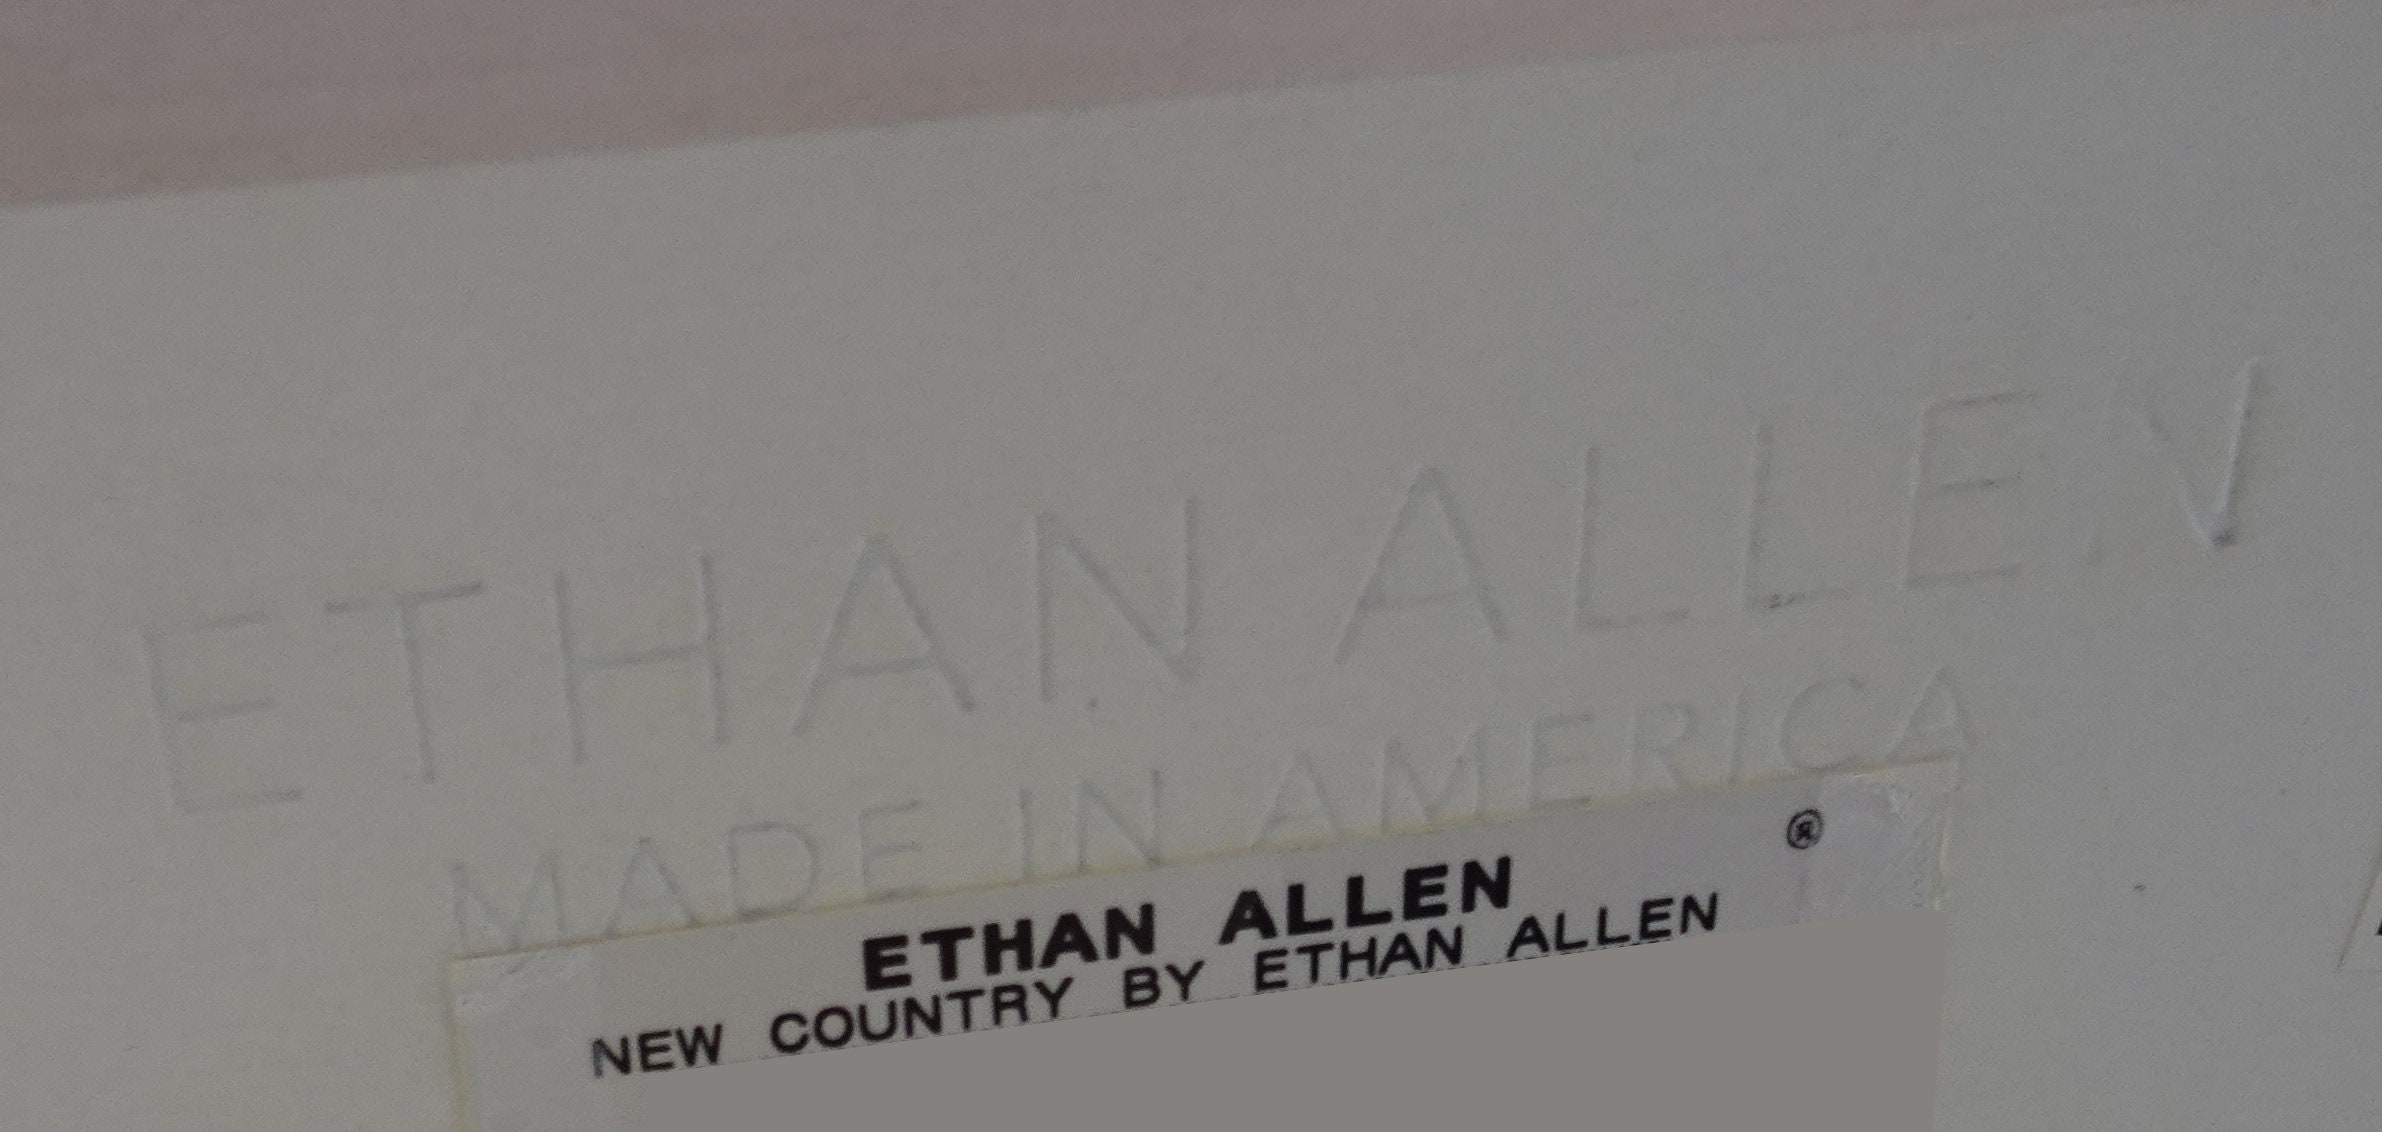 ETHAN ALLEN
MADE IN AMERICA
®
ETHAN ALLEN
NEW COUNTRY BY ETHAN ALLEN